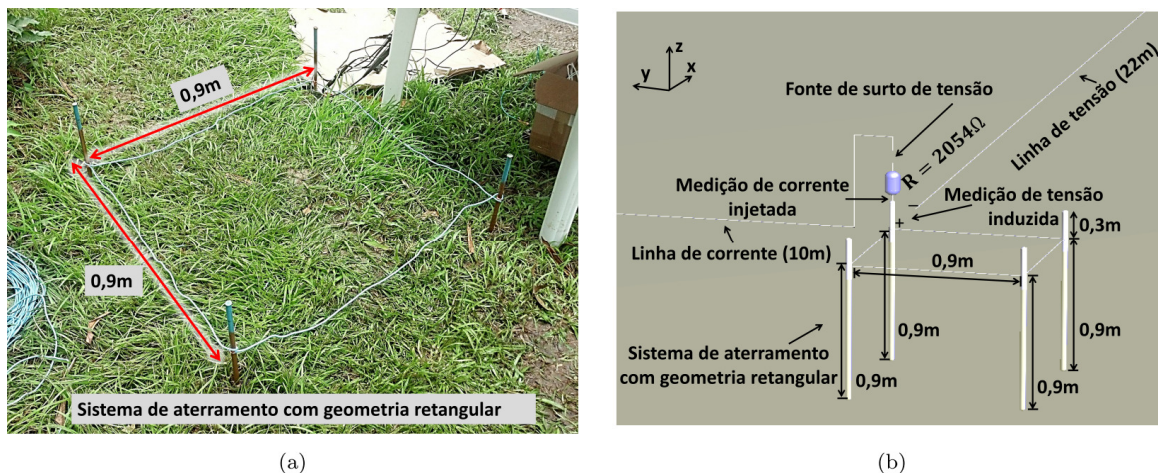 0,9m
0,9m
Sistema de aterramento com geometria retangular
(a)
z
y
x
Fonte de surto de tensão
Linha de tensão (22m)
R = 2054Ω
Medição de corrente
injetada
−
+
Medição de tensão
induzida
Linha de corrente (10m)
0,3m
0,9m
0,9m
0,9m
Sistema de aterramento
com geometria retangular
0,9m
0,9m
(b)